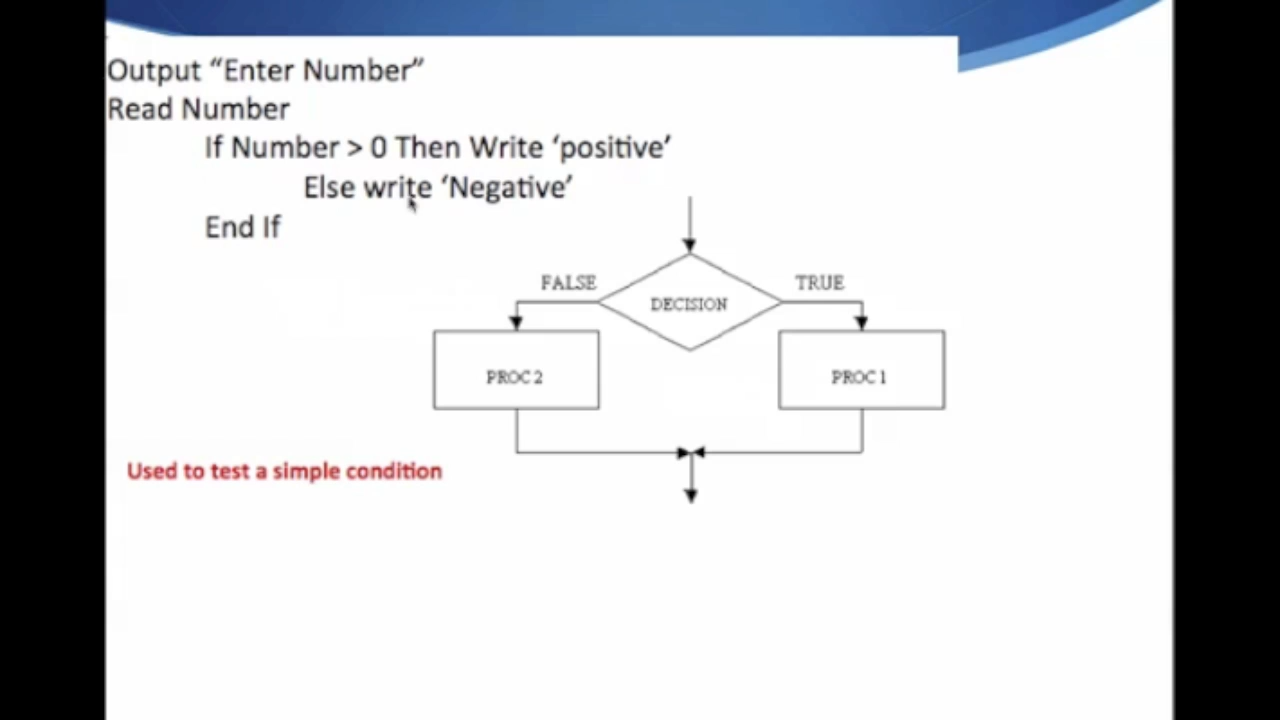 Output “Enter Number”
Read Number
If Number > 0 Then Write ‘positive’
Else write ‘Negative’
End If
FALSE
TRUE
DECISION
PROC 2
PROC 1
Used to test a simple condition